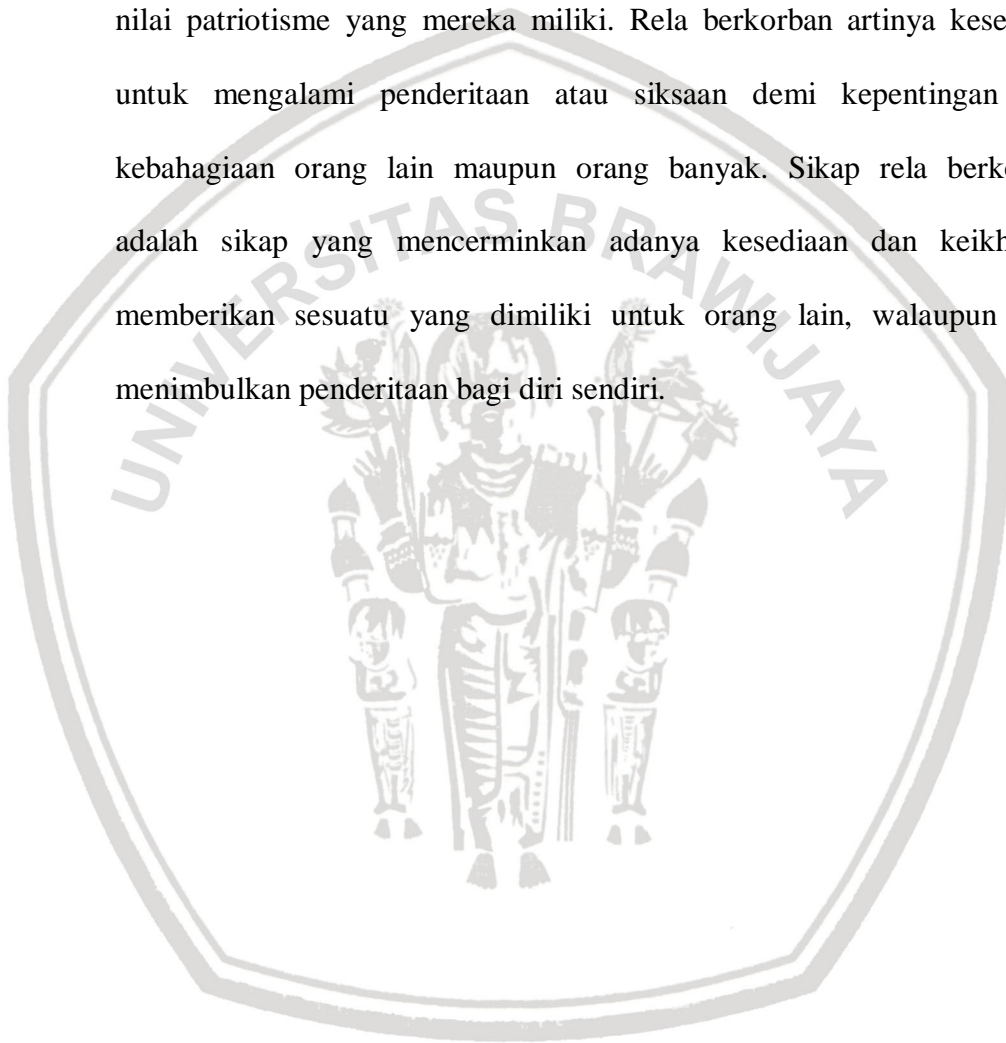 nilai patriotisme yang mereka miliki. Rela berkorban artinya kese
untuk mengalami penderitaan atau siksaan demi kepentingan
kebahagiaan orang lain maupun orang banyak. Sikap rela berk
adalah sikap yang mencerminkan adanya kesediaan dan keikh
memberikan sesuatu yang dimiliki untuk orang lain, walaupun
menimbulkan penderitaan bagi diri sendiri.
UNIVERSITAS BRAWIJAYA